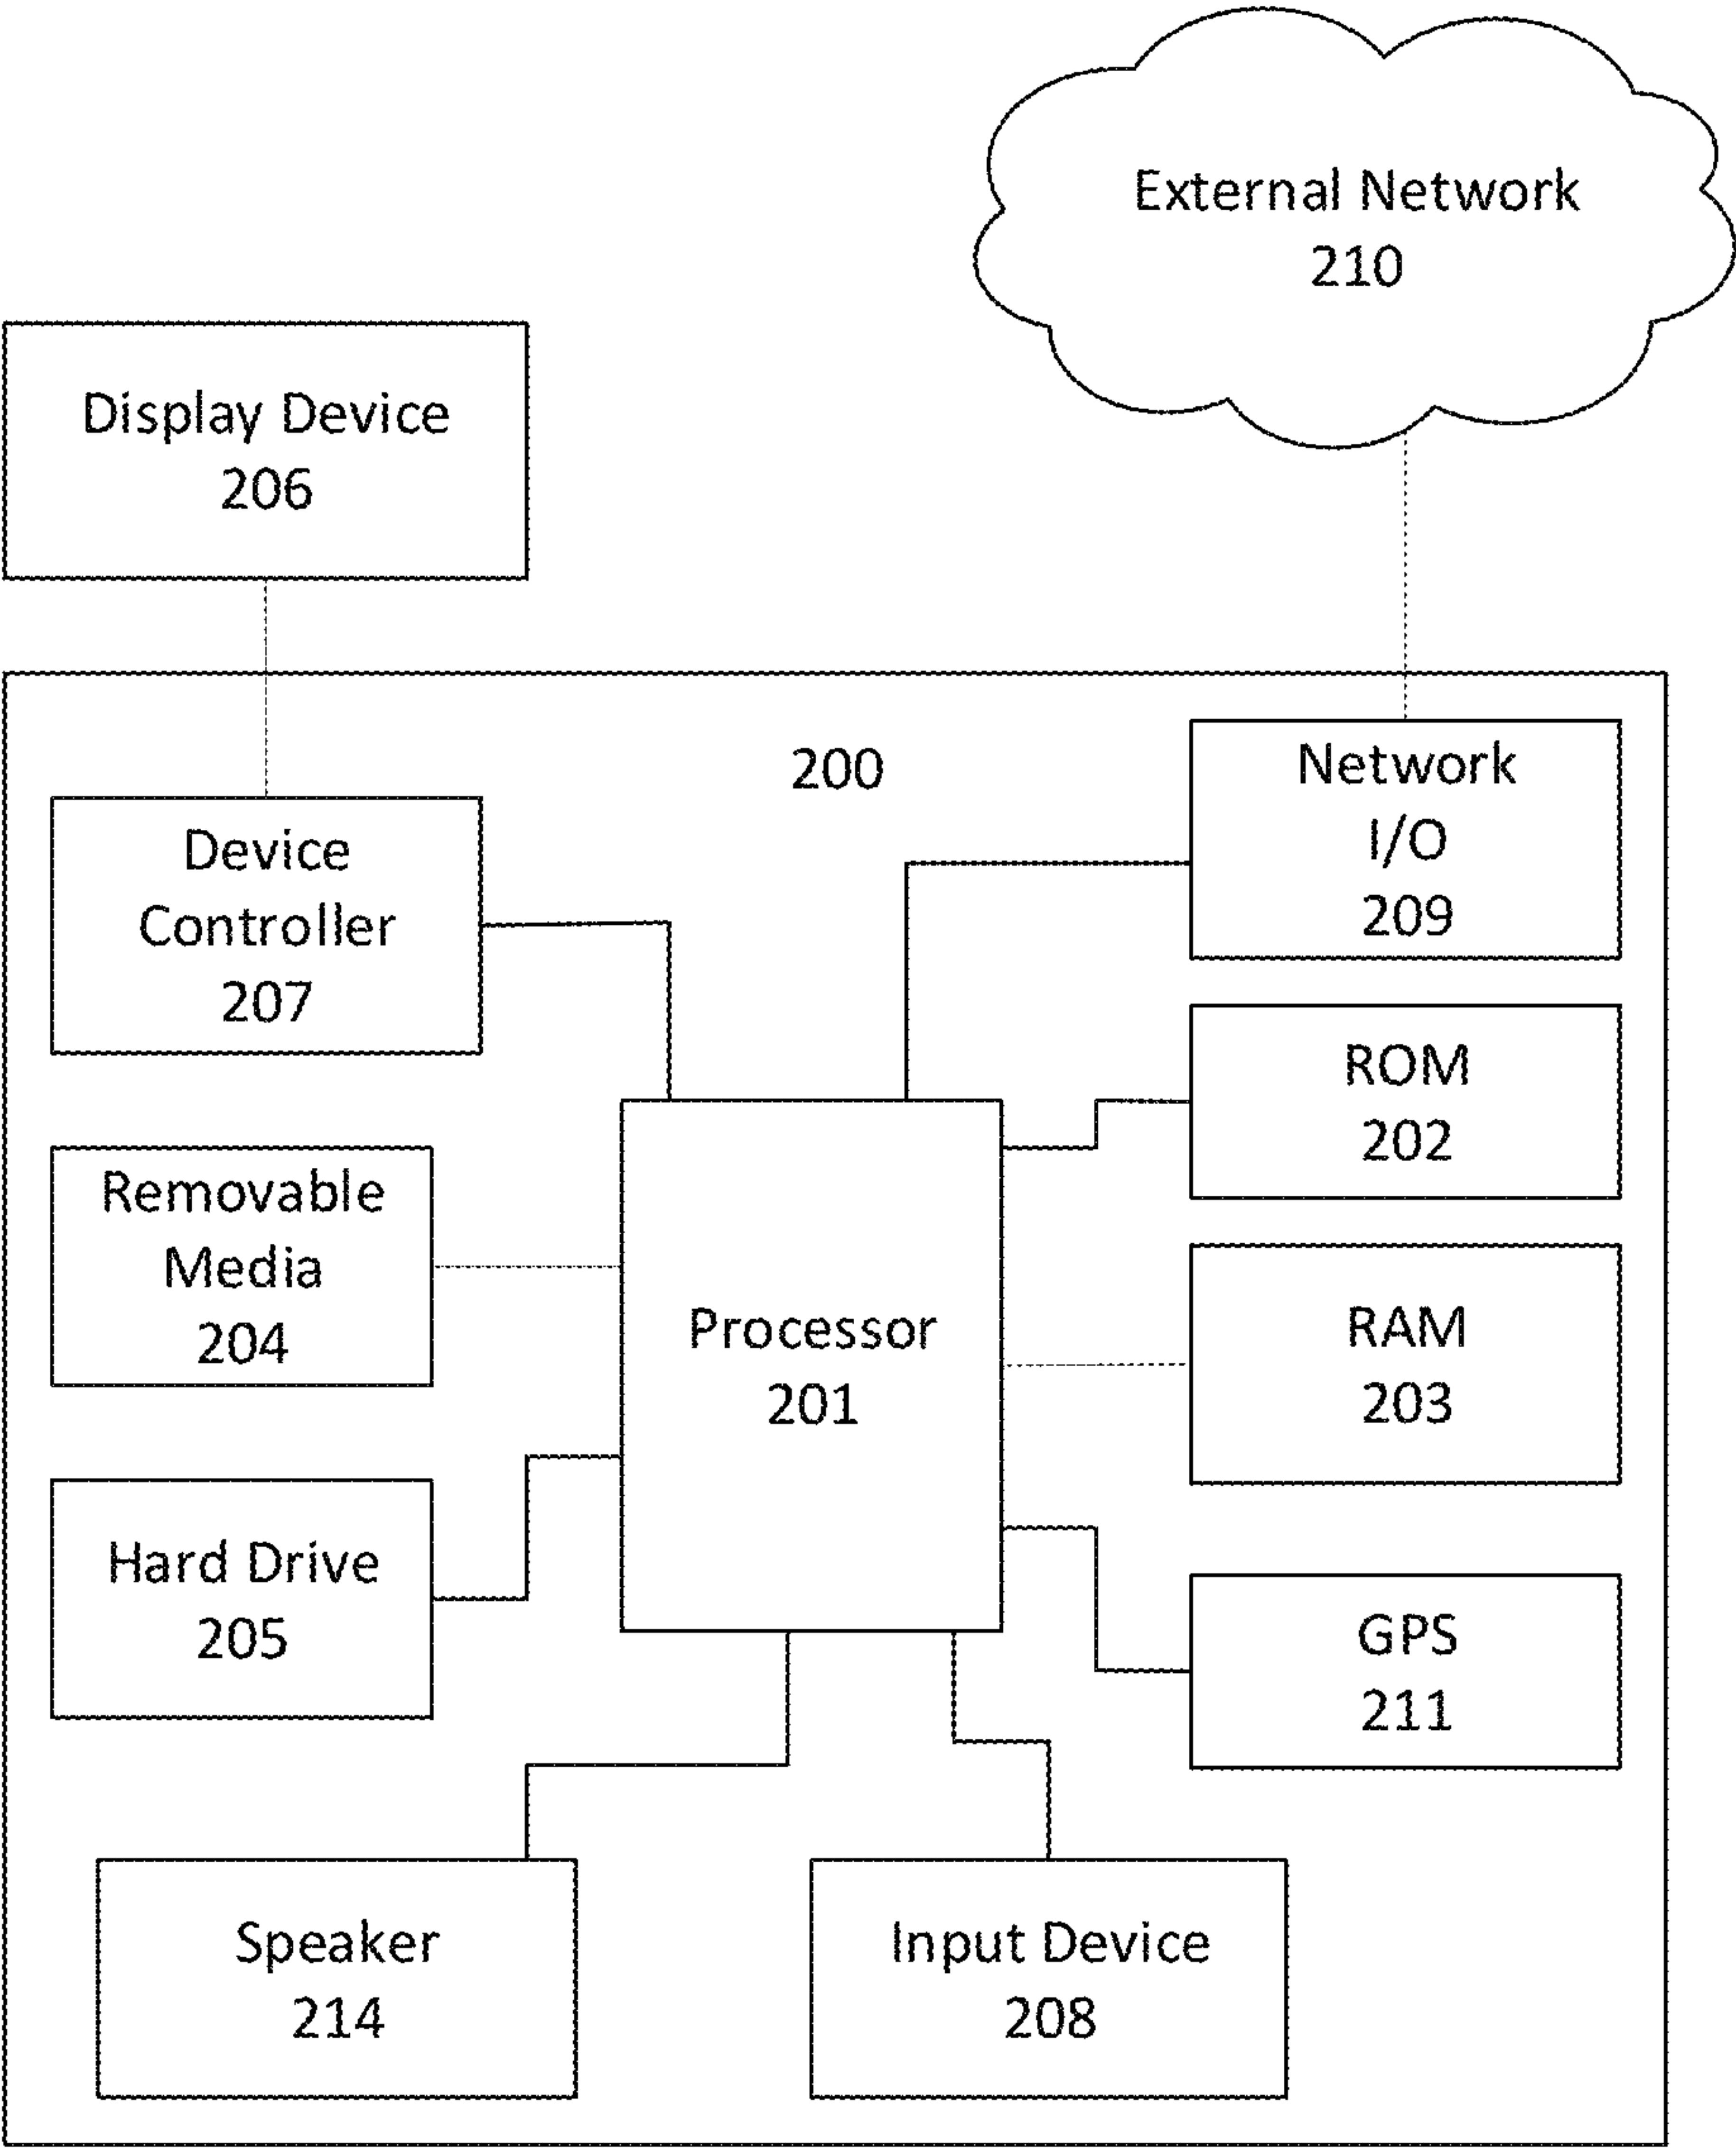 External Network
210
Display Device
206
200
Network
I/O
209
Device
Controller
207
ROM
202
Removable
Media
204
Processor
201
RAM
203
Hard Drive
205
GPS
211
Speaker
214
Input Device
208